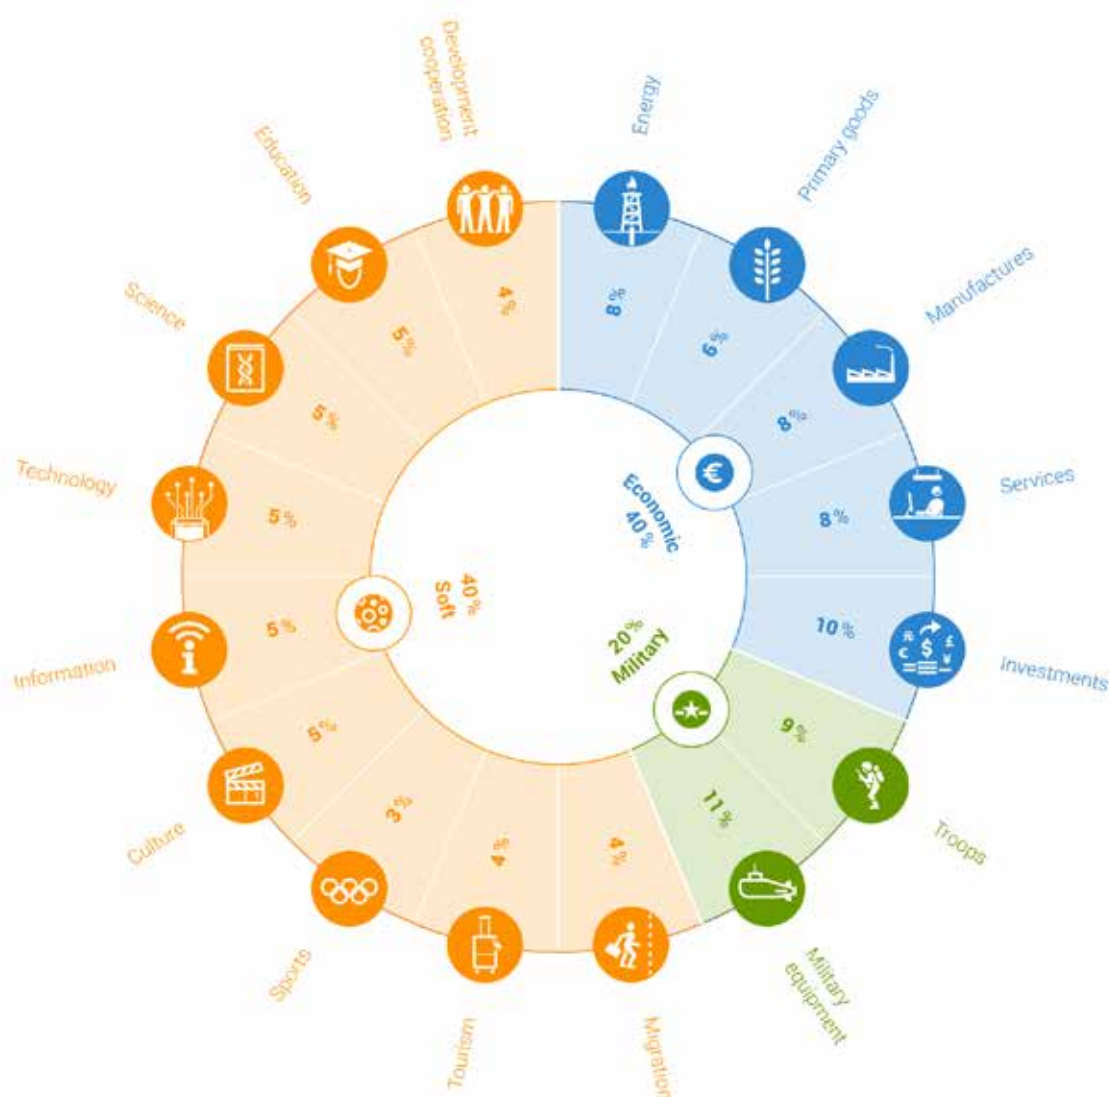 Development
cooperation
Energy
Primary goods
Education
Manufactures
Science
Services
Technology
Investments
Information
Troops
Culture
Military
equipment
Sports
Tourism
Migration
4%
8%
6%
5%
8%
5%
8%
5%
10%
5%
9%
5%
11%
3%
4%
4%
€
Economic
40%
40%
Soft
20%
Military
€ $ £
¥